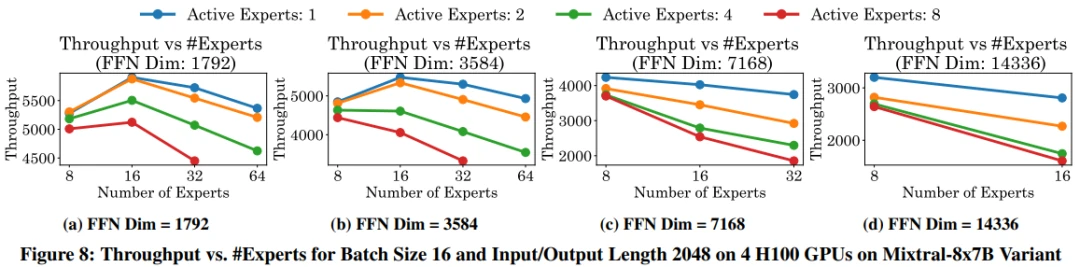 Active Experts: 1 Active Experts: 2 Active Experts: 4 Active Experts: 8
Throughput vs #Experts
(FFN Dim: 1792)
Throughput
5500
5000
4500
8 16 32 64
Number of Experts
(a) FFN Dim = 1792
Throughput vs #Experts
(FFN Dim: 3584)
Throughput
5000
4000
8 16 32 64
Number of Experts
(b) FFN Dim = 3584
Throughput vs #Experts
(FFN Dim: 7168)
Throughput
4000
3000
2000
8 16 32
Number of Experts
(c) FFN Dim = 7168
Throughput vs #Experts
(FFN Dim: 14336)
Throughput
3000
2000
8 16
Number of Experts
(d) FFN Dim = 14336
Figure 8: Throughput vs. #Experts for Batch Size 16 and Input/Output Length 2048 on 4 H100 GPUs on Mixtral-8x7B Variant